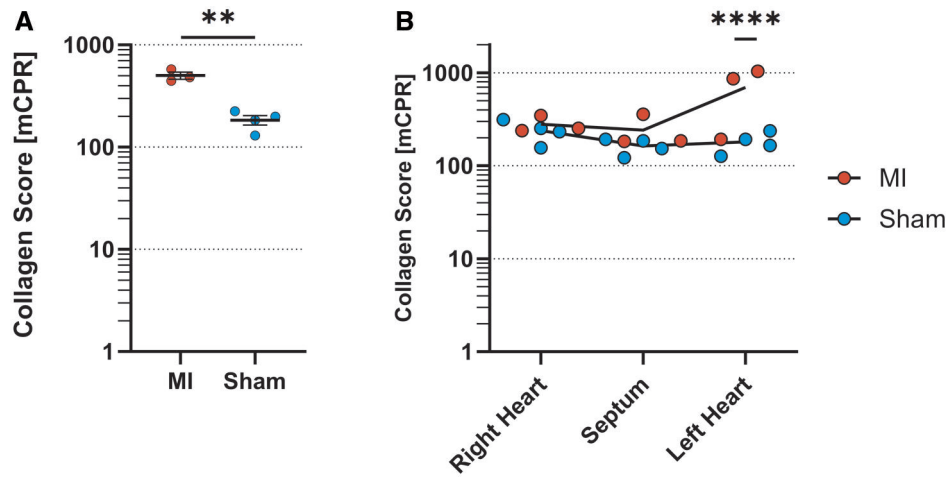 A
**
Collagen Score [mCPR]
1000
100
10
1
MI Sham
B
****
Collagen Score [mCPR]
1000
100
10
1
Right Heart
Septum
Left Heart
MI
Sham